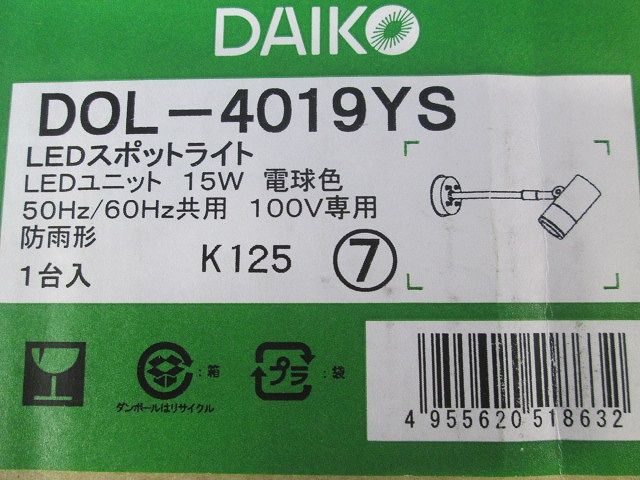 DAIKO
DOL-4019YS
LEDスポットライト
LEDユニット 15W 電球色
50Hz/60Hz共用 100V専用
防雨形
1台入 K125 ⑦
:箱
ダンボールはリサイクル
プラ :袋
4 955620 518632